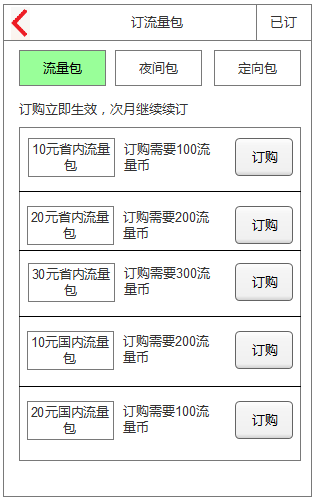 订流量包
已订
流量包
夜间包
定向包
订购立即生效，次月继续续订
10元省内流量
包
订购需要100流
量币
订购
20元省内流量
包
订购需要200流
量币
订购
30元省内流量
包
订购需要300流
量币
订购
10元国内流量
包
订购需要200流
量币
订购
20元国内流量
包
订购需要100流
量币
订购